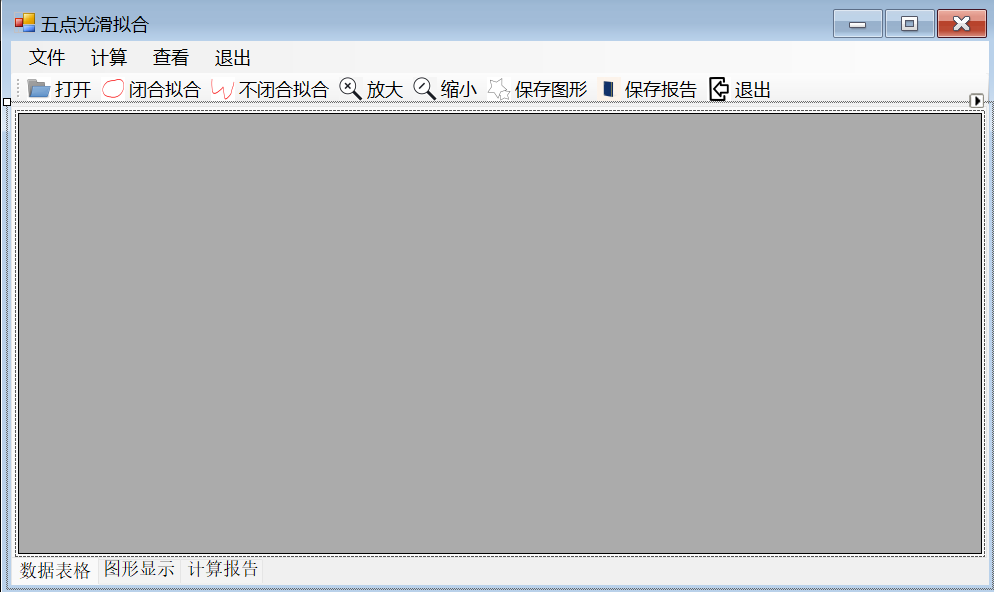 五点光滑拟合
文件 计算 查看 退出
打开 闭合拟合 不闭合拟合 放大 缩小 保存图形 保存报告 退出
数据表格 图形显示 计算报告